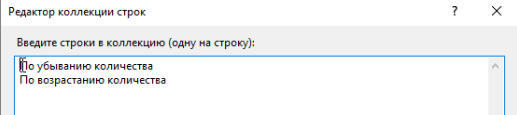 Редактор коллекции строк
Введите строки в коллекцию (одну на строку):
По убыванию количества
По возрастанию количества